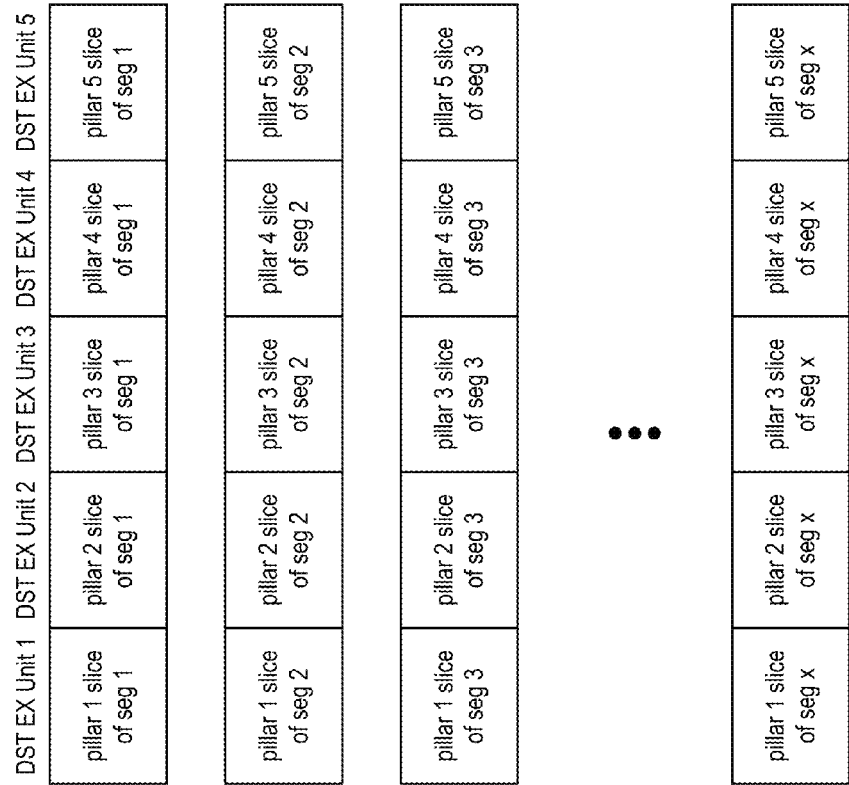 DST EX Unit 1
DST EX Unit 2
DST EX Unit 3
DST EX Unit 4
DST EX Unit 5
pillar 1 slice
of seg 1
pillar 2 slice
of seg 1
pillar 3 slice
of seg 1
pillar 4 slice
of seg 1
pillar 5 slice
of seg 1
pillar 1 slice
of seg 2
pillar 2 slice
of seg 2
pillar 3 slice
of seg 2
pillar 4 slice
of seg 2
pillar 5 slice
of seg 2
pillar 1 slice
of seg 3
pillar 2 slice
of seg 3
pillar 3 slice
of seg 3
pillar 4 slice
of seg 3
pillar 5 slice
of seg 3
pillar 1 slice
of seg x
pillar 2 slice
of seg x
pillar 3 slice
of seg x
pillar 4 slice
of seg x
pillar 5 slice
of seg x